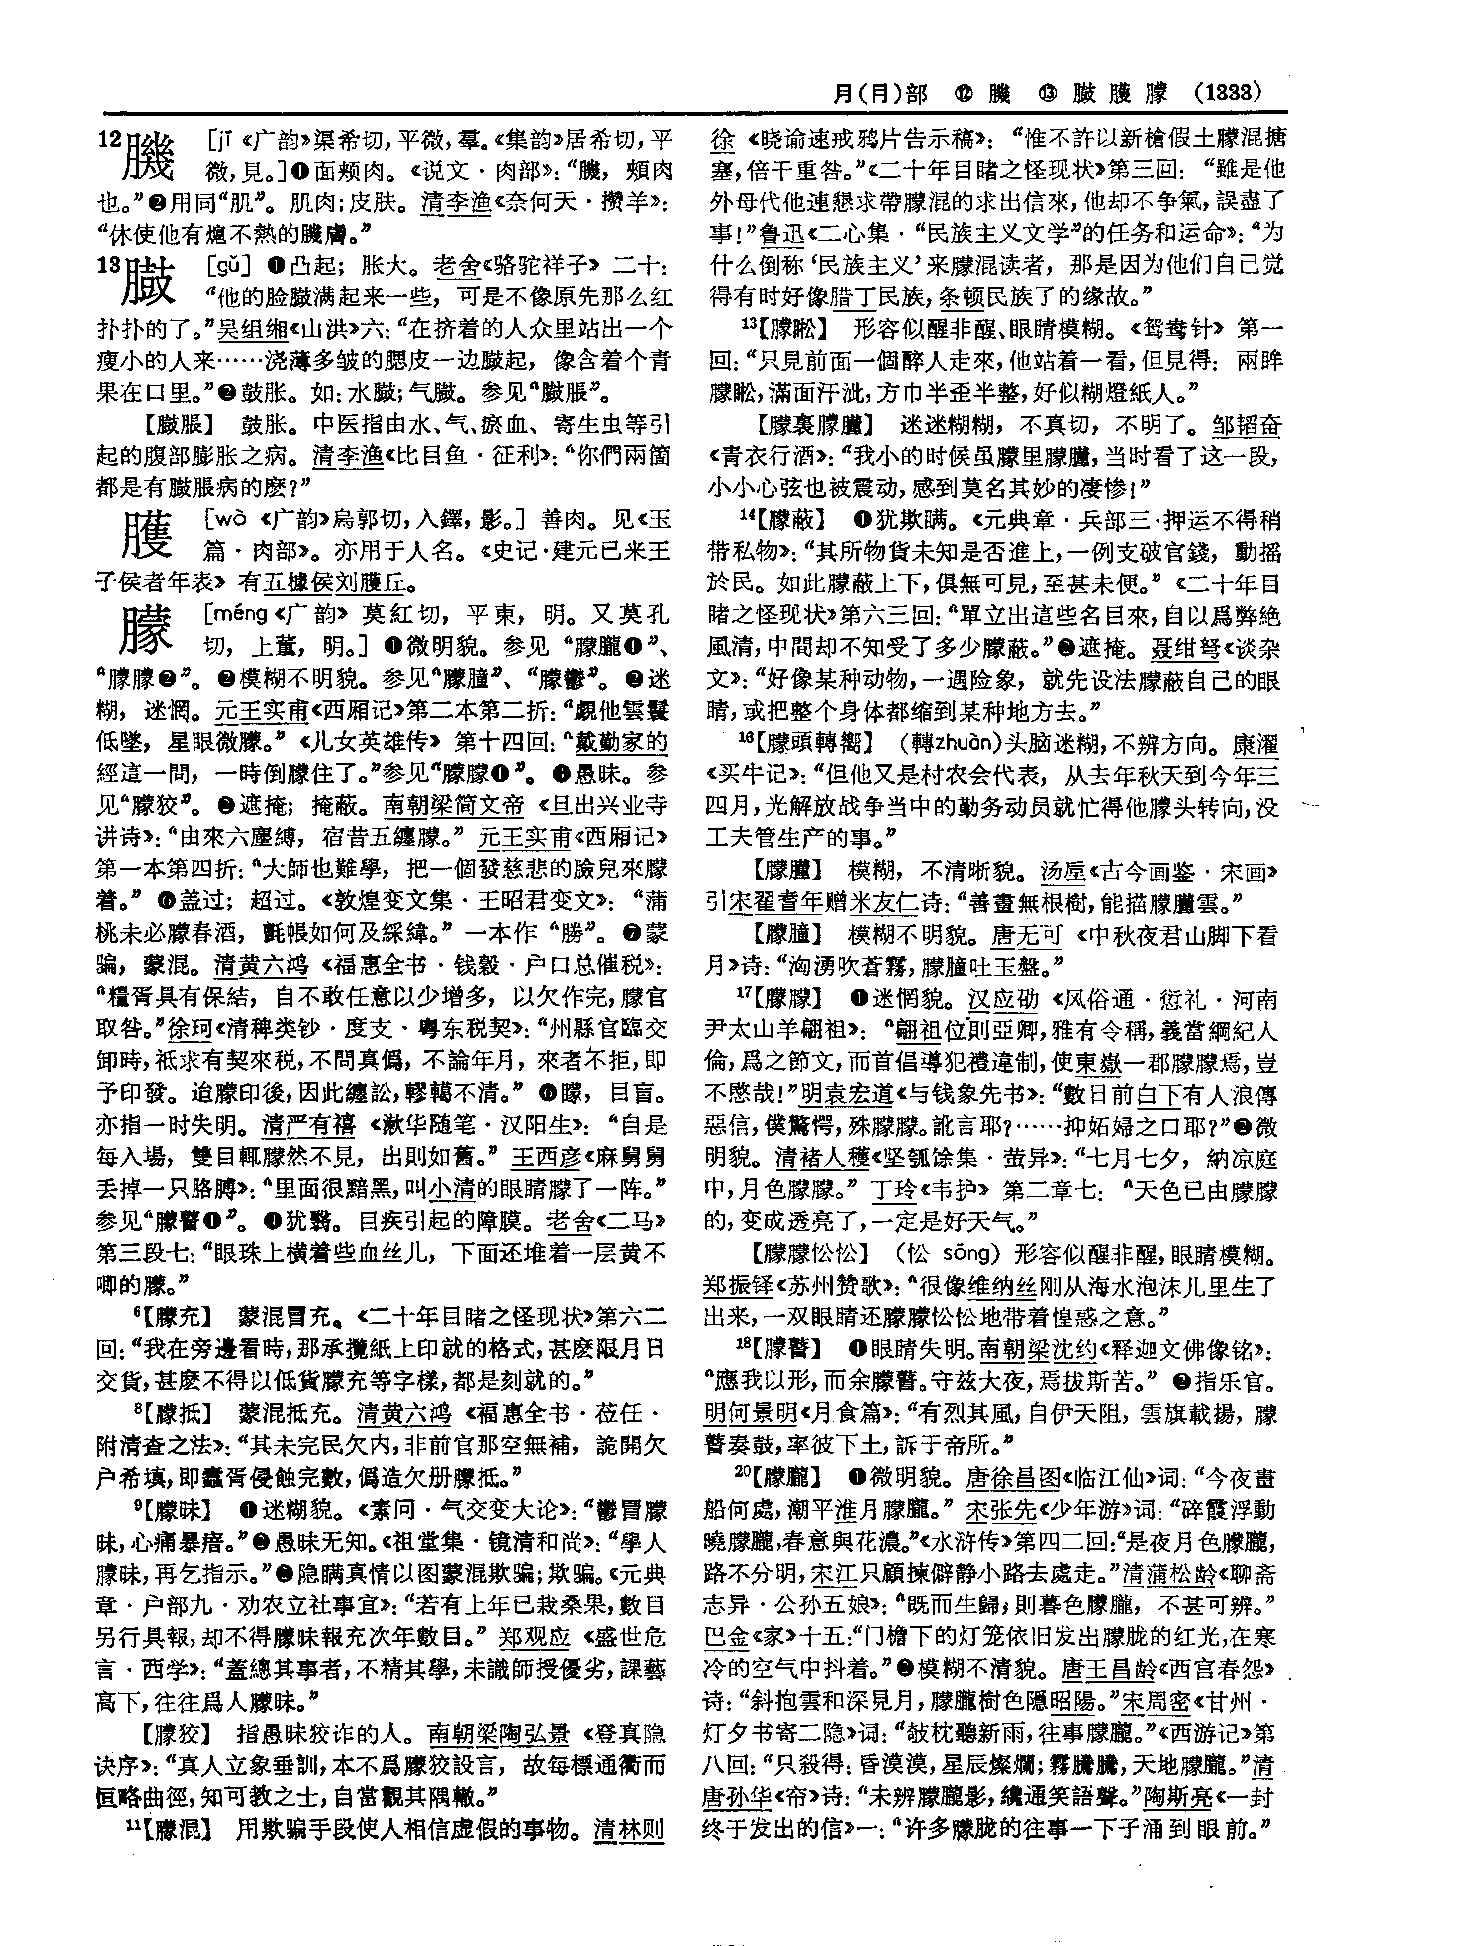 月(⺼)部 ⑫ 䐚 ⑬ 臌 臒 朦 (1333)
12䐚 [jī《广韵》渠希切,平微,羣。《集韵》居希切,平
微,見。]❶面颊肉。《说文·肉部》:“䐚,頰肉
也。”❷用同“肌”。肌肉;皮肤。清李渔《奈何天·攒羊》:
“休使他有熅不熱的䐚膚。”
13臌 [gǔ] ❶凸起;胀大。老舍《骆驼祥子》二十:
“他的脸臌满起来一些,可是不像原先那么红
扑扑的了。”吴组缃《山洪》六:“在挤着的人众里站出一个
瘦小的人来……浇薄多皱的腮皮一边臌起,像含着个青
果在口里。”❷鼓胀。如:水臌;气臌。参见“臌脹”。
【臌脹】 鼓胀。中医指由水、气、瘀血、寄生虫等引
起的腹部膨胀之病。清李渔《比目鱼·征利》:“你們兩箇
都是有臌脹病的麽?”
臒 [wò《广韵》烏郭切,入鐸,影。] 善肉。见《玉
篇·肉部》。亦用于人名。《史记·建元已来王
子侯者年表》有五據侯刘臒丘。
朦 [méng《广韵》莫紅切,平東,明。又莫孔
切,上董,明。] ❶微明貌。参见“朦朧❶”、
“朦朦❷”。❷模糊不明貌。参见“朦朣”、“朦鬱”。❸迷
糊,迷惘。元王实甫《西厢记》第二本第二折:“覷他雲鬟
低墜,星眼微朦。”《儿女英雄传》第十四回:“戴勤家的
經這一問,一時倒朦住了。”参见“朦朦❶”。❹愚昧。参
见“朦狡”。❺遮掩;掩蔽。南朝梁简文帝《旦出兴业寺
讲诗》:“由來六塵縛,宿昔五纏朦。”元王实甫《西厢记》
第一本第四折:“大師也難學,把一個發慈悲的臉兒來朦
着。”❻盖过;超过。《敦煌变文集·王昭君变文》:“蒲
桃未必朦春酒,氈帳如何及綵緯。”一本作“勝”。❼蒙
骗,蒙混。清黄六鸿《福惠全书·钱榖·户口总催税》:
“糧胥具有保結,自不敢任意以少增多,以欠作完,朦官
取咎。”徐珂《清稗类钞·度支·粤东税契》:“州縣官臨交
卸時,祇求有契來税,不問真僞,不論年月,來者不拒,即
予印發。迨朦印後,因此纏訟,轇轕不清。”❽矇,目盲。
亦指一时失明。清严有禧《漱华随笔·汉阳生》:“自是
每入場,雙目輒朦然不見,出則如舊。”王西彦《麻舅舅
丢掉一只胳膊》:“里面很黯黑,叫小清的眼睛朦了一阵。”
参见“朦瞽❶”。❾犹翳。目疾引起的障膜。老舍《二马》
第三段七:“眼珠上横着些血丝儿,下面还堆着一层黄不
唧的朦。”
6【朦充】 蒙混冒充。《二十年目睹之怪现状》第六二
回:“我在旁邊看時,那承攬紙上印就的格式,甚麽限月日
交貨,甚麽不得以低貨朦充等字樣,都是刻就的。”
8【朦抵】 蒙混抵充。清黄六鸿《福惠全书·莅任·
附清查之法》:“其未完民欠内,非前官那空無補,詭開欠
户希填,即蠹胥侵蝕完數,僞造欠册朦抵。”
9【朦昧】 ❶迷糊貌。《素问·气交变大论》:“鬱冒朦
昧,心痛暴瘖。”❷愚昧无知。《祖堂集·镜清和尚》:“學人
朦昧,再乞指示。”❸隐瞒真情以图蒙混欺骗;欺骗。《元典
章·户部九·劝农立社事宜》:“若有上年已栽桑果,數目
另行具報,却不得朦昧報充次年數目。”郑观应《盛世危
言·西学》:“蓋總其事者,不精其學,未識師授優劣,課藝
高下,往往爲人朦昧。”
【朦狡】 指愚昧狡诈的人。南朝梁陶弘景《登真隐
诀序》:“真人立象垂訓,本不爲朦狡設言,故每標通衢而
恒略曲徑,知可教之士,自當觀其隅轍。”
11【朦混】 用欺骗手段使人相信虚假的事物。清林则
徐《晓谕速戒鸦片告示稿》:“惟不許以新槍假土朦混搪
塞,倍干重咎。”《二十年目睹之怪现状》第三回:“雖是他
外母代他連懇求帶朦混的求出信來,他却不争氣,誤盡了
事!”鲁迅《二心集·“民族主义文学”的任务和运命》:“为
什么倒称‘民族主义’来朦混读者,那是因为他们自己觉
得有时好像腊丁民族,条顿民族了的缘故。”
13【朦忪】 形容似醒非醒、眼睛模糊。《鸳鸯针》第一
回:“只見前面一個醉人走來,他站着一看,但見得:兩眸
朦忪,滿面汗泚;方巾半歪半整,好似糊燈紙人。”
【朦裏朦朧】 迷迷糊糊,不真切,不明了。邹韬奋
《青衣行酒》:“我小的时候虽朦里朦朧,当时看了这一段,
小小心弦也被震动,感到莫名其妙的凄惨!”
14【朦蔽】 ❶犹欺瞒。《元典章·兵部三·押运不得稍
带私物》:“其所物貨未知是否進上,一例支破官錢,動摇
於民。如此朦蔽上下,俱無可見,至甚未便。”《二十年目
睹之怪现状》第六三回:“單立出這些名目來,自以爲弊絶
風清,中間却不知受了多少朦蔽。”❷遮掩。聂绀弩《谈杂
文》:“好像某种动物,一遇险象,就先设法朦蔽自己的眼
睛,或把整个身体都缩到某种地方去。”
16【朦頭轉嚮】 (轉zhuàn)头脑迷糊,不辨方向。康濯
《买牛记》:“但他又是村农会代表,从去年秋天到今年三
四月,光解放战争当中的勤务动员就忙得他朦头转向,没
工夫管生产的事。”
【朦朧】 模糊,不清晰貌。汤垕《古今画鉴·宋画》
引宋翟耆年赠米友仁诗:“善畫無根樹,能描朦朧雲。”
【朦朣】 模糊不明貌。唐无可《中秋夜君山脚下看
月》诗:“洶湧吹蒼霧,朦朣吐玉盤。”
17【朦朦】 ❶迷惘貌。汉应劭《风俗通·愆礼·河南
尹太山羊翩祖》:“翩祖位則亞卿,雅有令稱,義當綱紀人
倫,爲之節文,而首倡導犯禮違制,使東嶽一郡朦朦焉,豈
不愍哉!”明袁宏道《与钱象先书》:“數日前白下有人浪傳
惡信,僕驚愕,殊朦朦。訛言耶?……抑妬婦之口耶?”❷微
明貌。清褚人穫《坚瓠馀集·萤异》:“七月七夕,納凉庭
中,月色朦朦。”丁玲《韦护》第二章七:“天色已由朦朦
的,变成透亮了,一定是好天气。”
【朦朦忪忪】 (忪 sōng) 形容似醒非醒,眼睛模糊。
郑振铎《苏州赞歌》:“很像维纳丝刚从海水泡沫儿里生了
出来,一双眼睛还朦朦忪忪地带着惶惑之意。”
18【朦瞽】 ❶眼睛失明。南朝梁沈约《释迦文佛像铭》:
“應我以形,而余朦瞽。守兹大夜,焉拔斯苦。”❷指乐官。
明何景明《月食篇》:“有烈其風,自伊天阻,雲旗載揚,朦
瞽奏鼓,率彼下土,訴于帝所。”
20【朦朧】 ❶微明貌。唐徐昌图《临江仙》词:“今夜畫
船何處,潮平淮月朦朧。”宋张先《少年游》词:“碎霞浮動
曉朦朧,春意與花濃。”《水浒传》第四二回:“是夜月色朦朧,
路不分明,宋江只顧揀僻静小路去處走。”清蒲松龄《聊斋
志异·公孙五娘》:“既而生歸,則暮色朦朧,不甚可辨。”
巴金《家》十五:“门檐下的灯笼依旧发出朦胧的红光,在寒
冷的空气中抖着。”❷模糊不清貌。唐王昌龄《西宫春怨》
诗:“斜抱雲和深見月,朦朧樹色隱昭陽。”宋周密《甘州·
灯夕书寄二隐》词:“攲枕聽新雨,往事朦朧。”《西游记》第
八回:“只殺得:昏漠漠,星辰燦爛;霧騰騰,天地朦朧。”清
唐孙华《帘》诗:“未辨朦朧影,纔通笑語聲。”陶斯亮《一封
终于发出的信》一:“许多朦胧的往事一下子涌到眼前。”